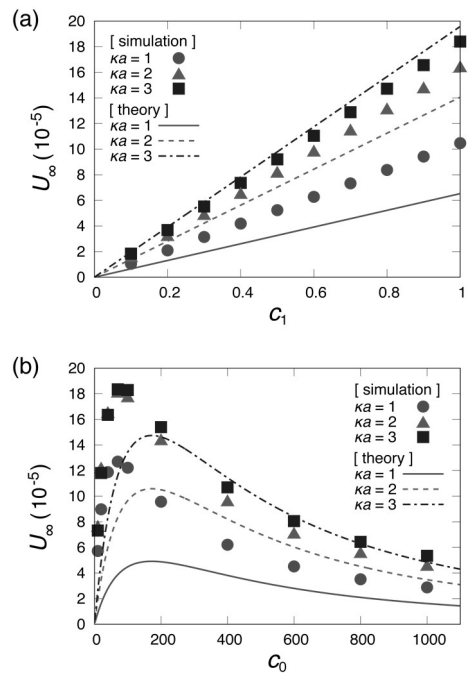 (a)
20
18
16
14
12
10
8
6
4
2
0
U∞ (10⁻⁵)
[ simulation ]
κa = 1
κa = 2
κa = 3
[ theory ]
κa = 1
κa = 2
κa = 3
0 0.2 0.4 0.6 0.8 1
c₁
(b)
20
18
16
14
12
10
8
6
4
2
0
U∞ (10⁻⁵)
[ simulation ]
κa = 1
κa = 2
κa = 3
[ theory ]
κa = 1
κa = 2
κa = 3
0 200 400 600 800 1000
c₀